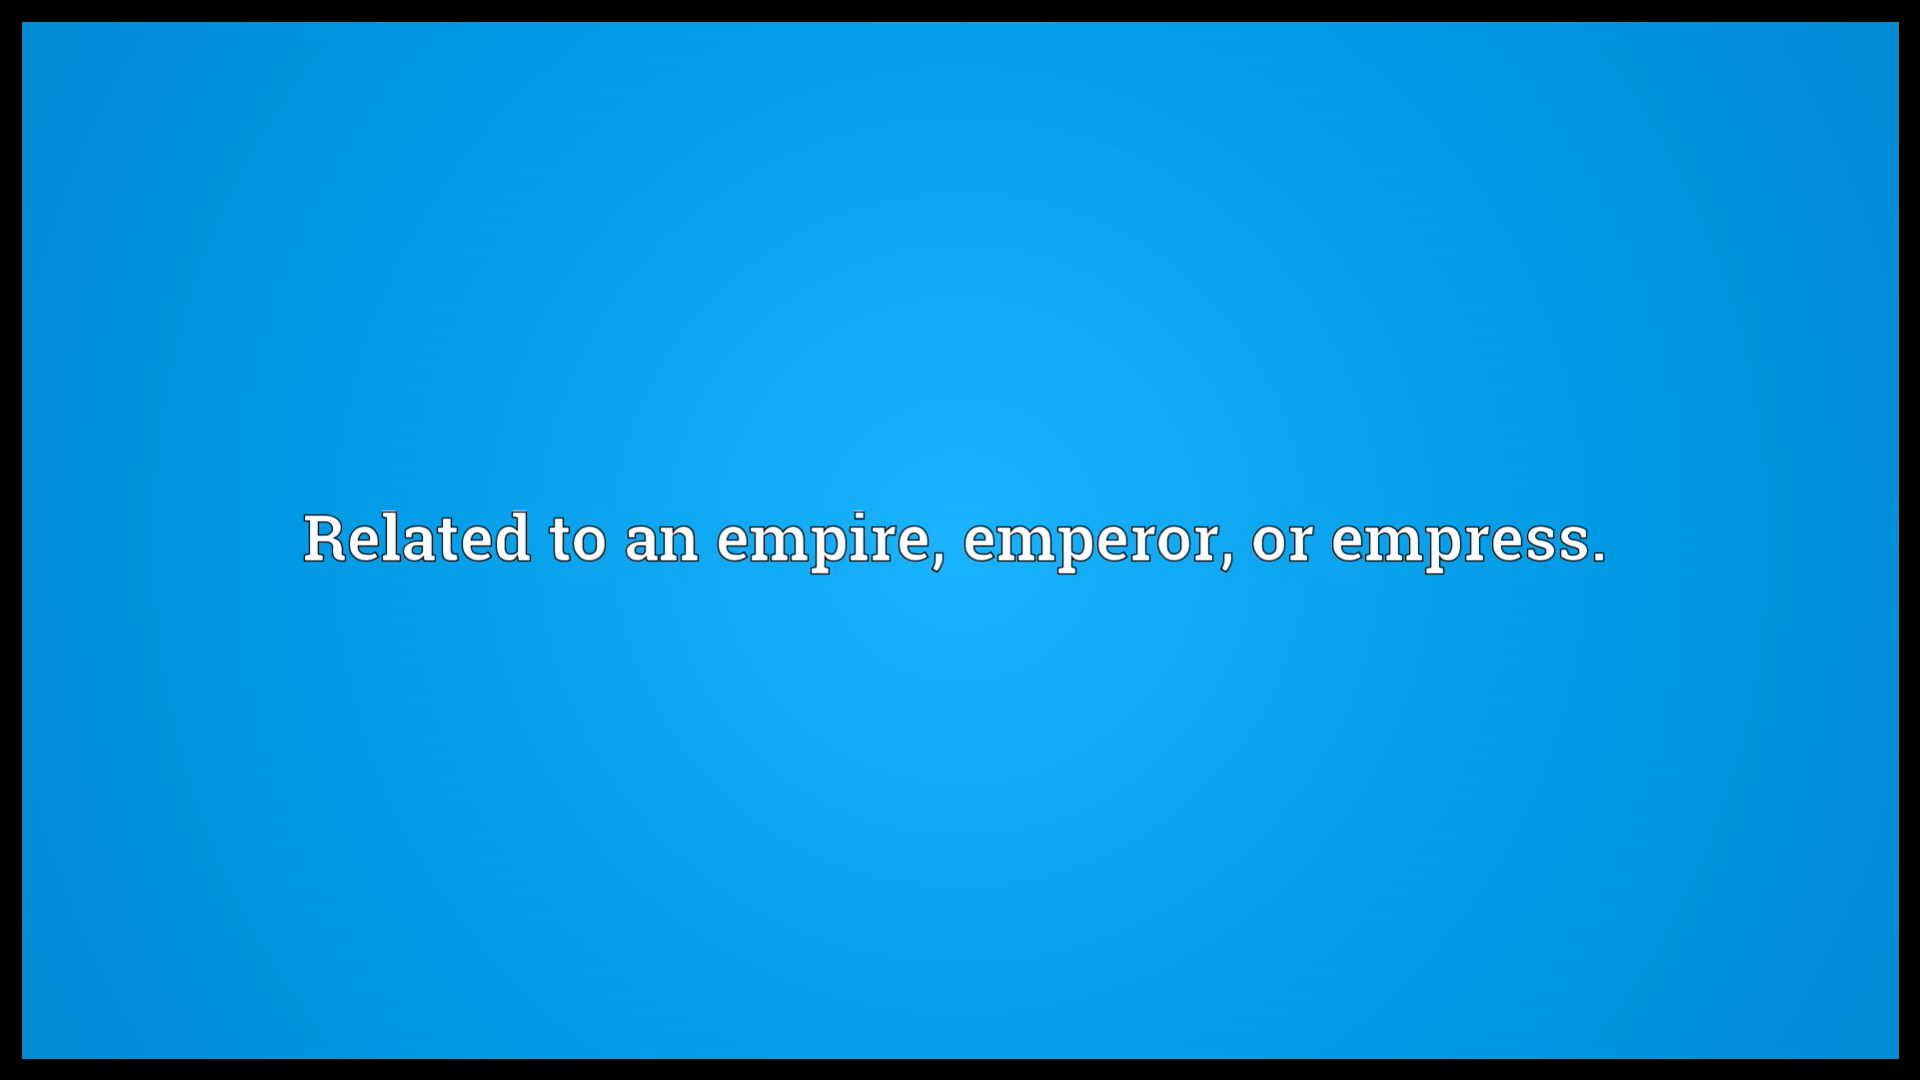 Related to an empire, emperor, or empress.